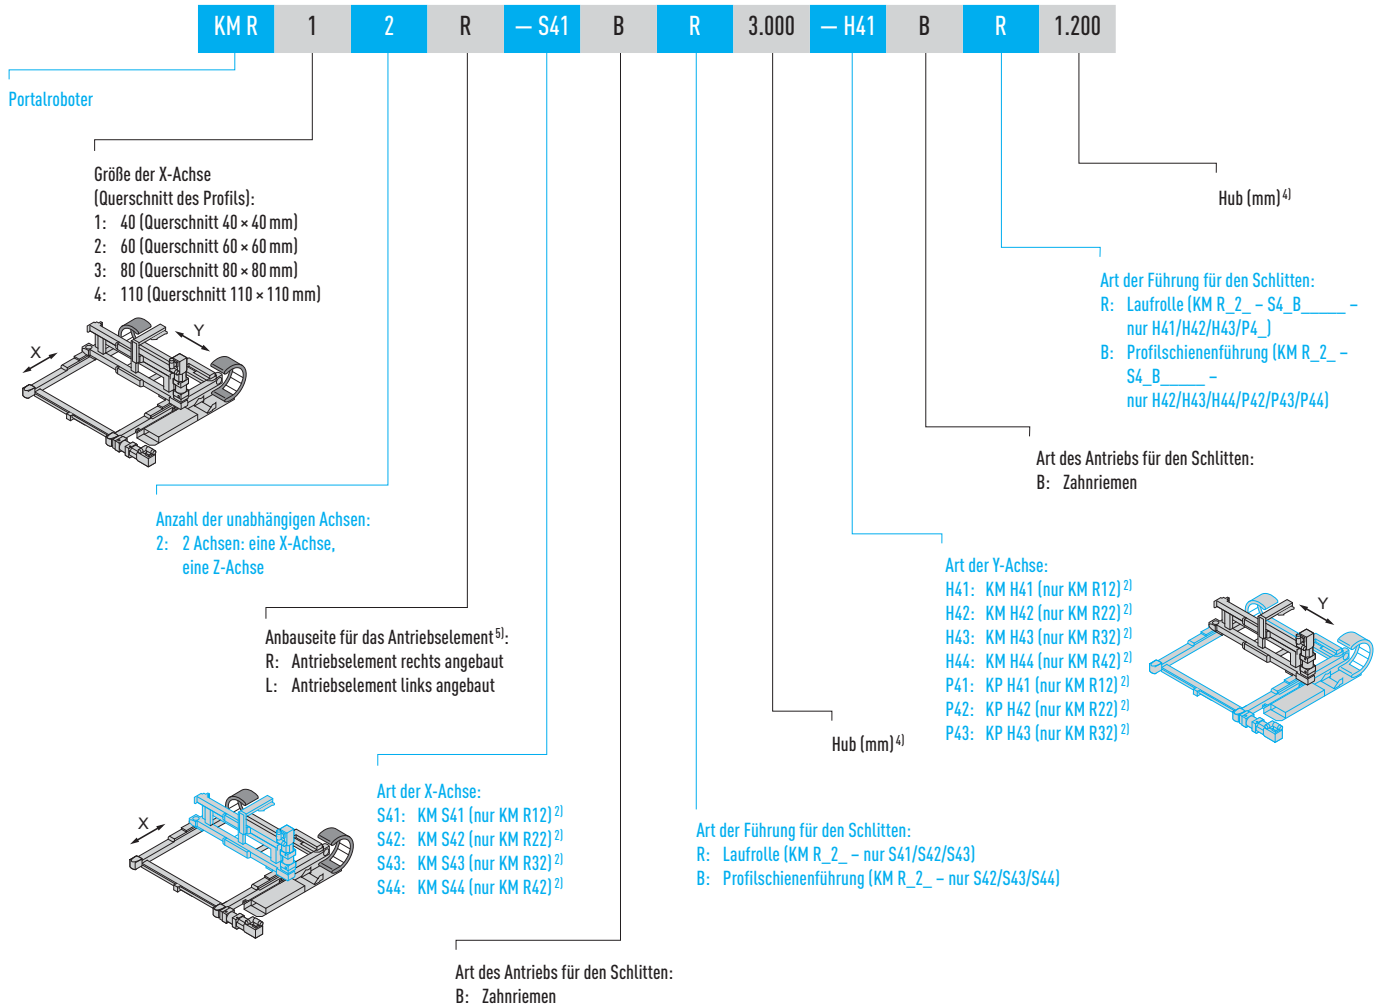 KM R 1 2 R – S41 B R 3.000 – H41 B R 1.200
Portalroboter
Größe der X-Achse
(Querschnitt des Profils):
1: 40 (Querschnitt 40 × 40 mm)
2: 60 (Querschnitt 60 × 60 mm)
3: 80 (Querschnitt 80 × 80 mm)
4: 110 (Querschnitt 110 × 110 mm)
X
Y
Hub (mm) 4)
Art der Führung für den Schlitten:
R: Laufrolle (KM R_2_ – S4_B_____ –
nur H41/H42/H43/P4_)
B: Profilschienenführung (KM R_2_ –
S4_B_____ –
nur H42/H43/H44/P42/P43/P44)
Art des Antriebs für den Schlitten:
B: Zahnriemen
Anzahl der unabhängigen Achsen:
2: 2 Achsen: eine X-Achse,
eine Z-Achse
Art der Y-Achse:
H41: KM H41 (nur KM R12) 2)
H42: KM H42 (nur KM R22) 2)
H43: KM H43 (nur KM R32) 2)
H44: KM H44 (nur KM R42) 2)
P41: KP H41 (nur KM R12) 2)
P42: KP H42 (nur KM R22) 2)
P43: KP H43 (nur KM R32) 2)
Y
Anbauseite für das Antriebselement 5):
R: Antriebselement rechts angebaut
L: Antriebselement links angebaut
Hub (mm) 4)
Art der X-Achse:
S41: KM S41 (nur KM R12) 2)
S42: KM S42 (nur KM R22) 2)
S43: KM S43 (nur KM R32) 2)
S44: KM S44 (nur KM R42) 2)
X
Art der Führung für den Schlitten:
R: Laufrolle (KM R_2_ – nur S41/S42/S43)
B: Profilschienenführung (KM R_2_ – nur S42/S43/S44)
Art des Antriebs für den Schlitten:
B: Zahnriemen